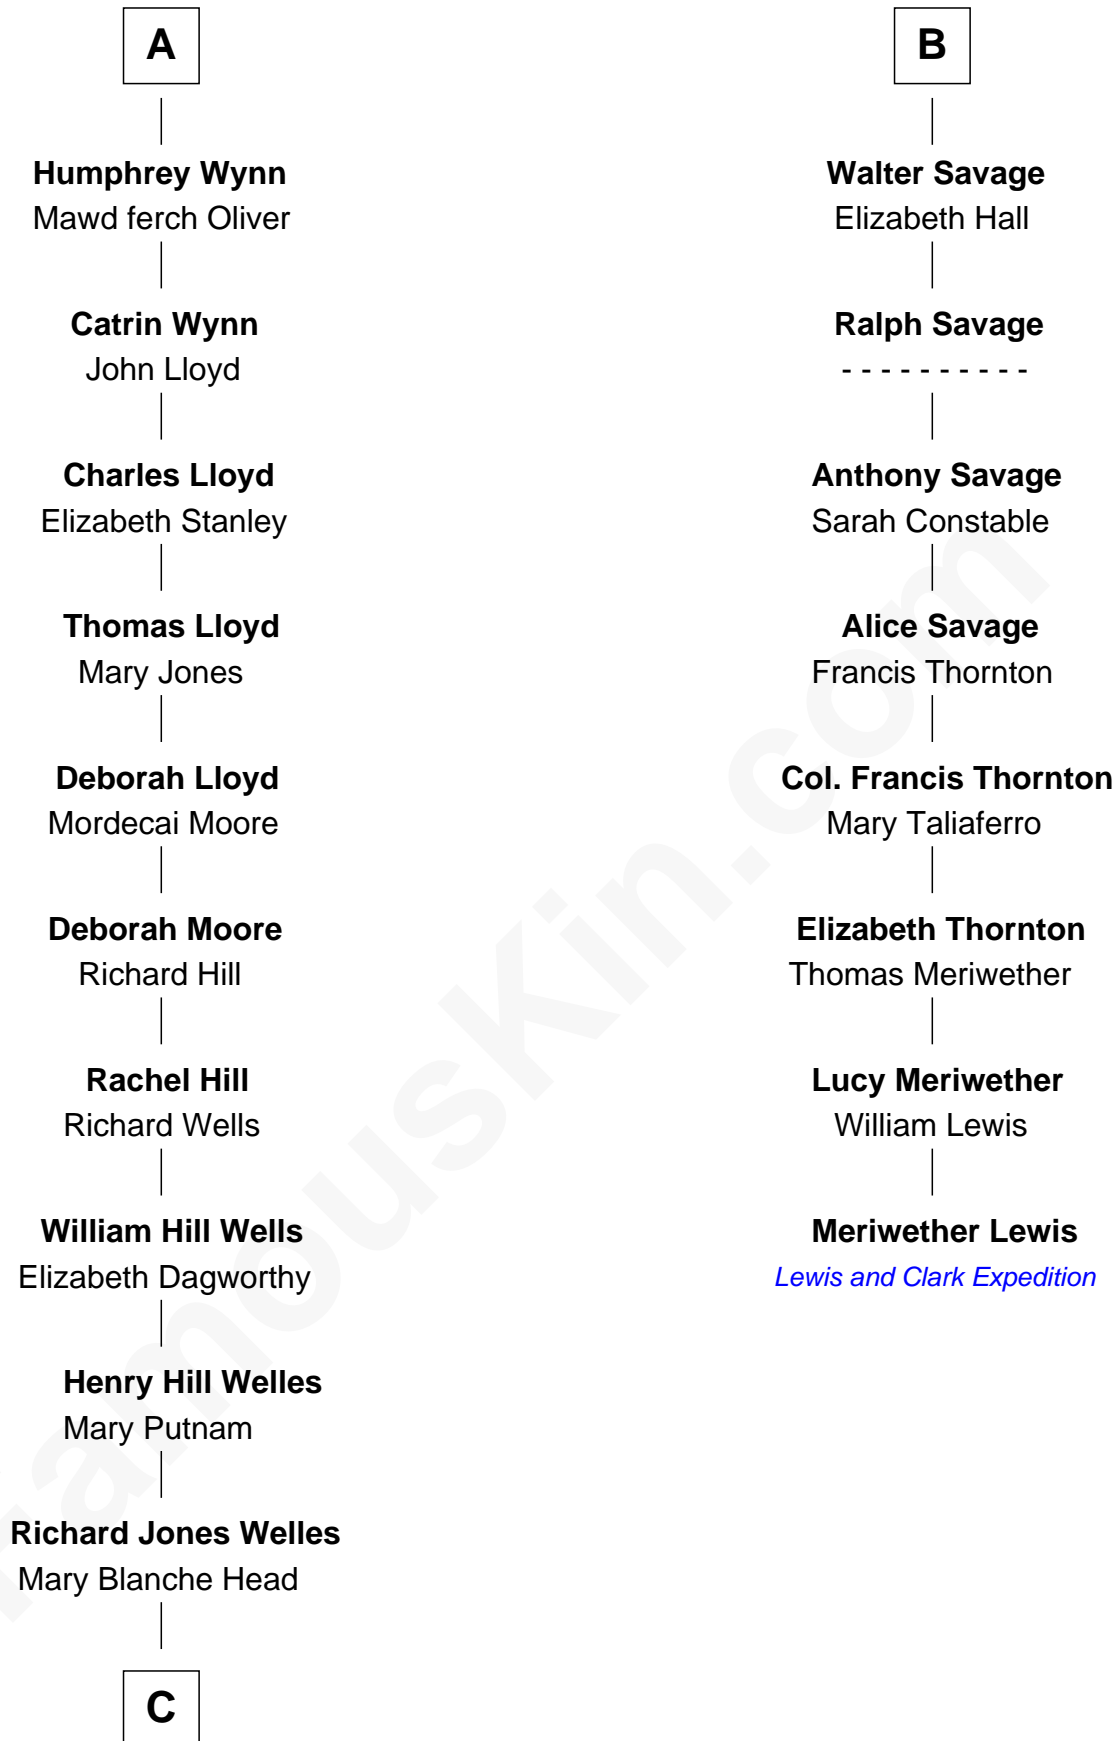 A
Humphrey Wynn
Mawd ferch Oliver
Catrin Wynn
John Lloyd
Charles Lloyd
Elizabeth Stanley
Thomas Lloyd
Mary Jones
Deborah Lloyd
Mordecai Moore
Deborah Moore
Richard Hill
Rachel Hill
Richard Wells
William Hill Wells
Elizabeth Dagworthy
Henry Hill Welles
Mary Putnam
Richard Jones Welles
Mary Blanche Head
C
B
Walter Savage
Elizabeth Hall
Ralph Savage
- - - - - - - - - -
Anthony Savage
Sarah Constable
Alice Savage
Francis Thornton
Col. Francis Thornton
Mary Taliaferro
Elizabeth Thornton
Thomas Meriwether
Lucy Meriwether
William Lewis
Meriwether Lewis
Lewis and Clark Expedition
FamousKin.com